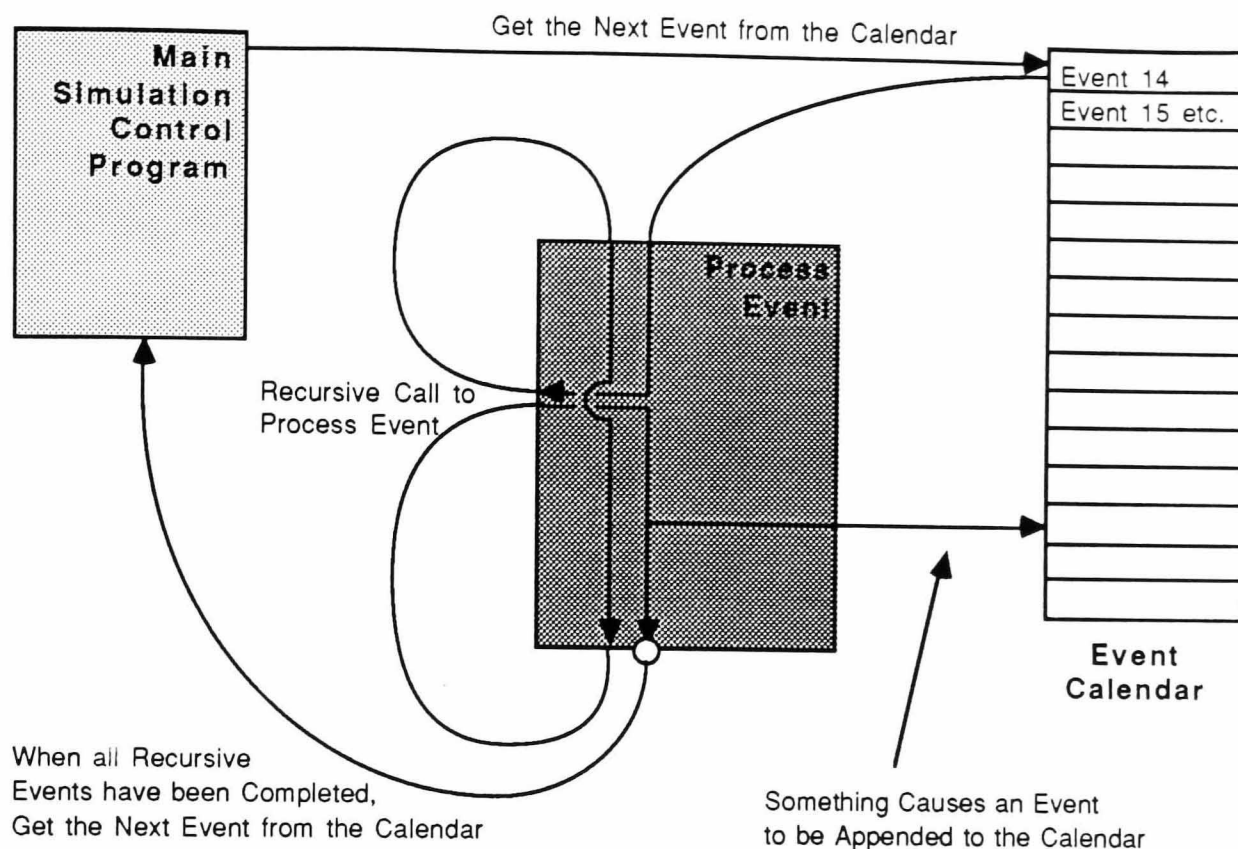 Get the Next Event from the Calendar
Main
Simulation
Control
Program
Event 14
Event 15 etc.
Process
Event
Recursive Call to
Process Event
Event
Calendar
When all Recursive
Events have been Completed,
Get the Next Event from the Calendar
Something Causes an Event
to be Appended to the Calendar